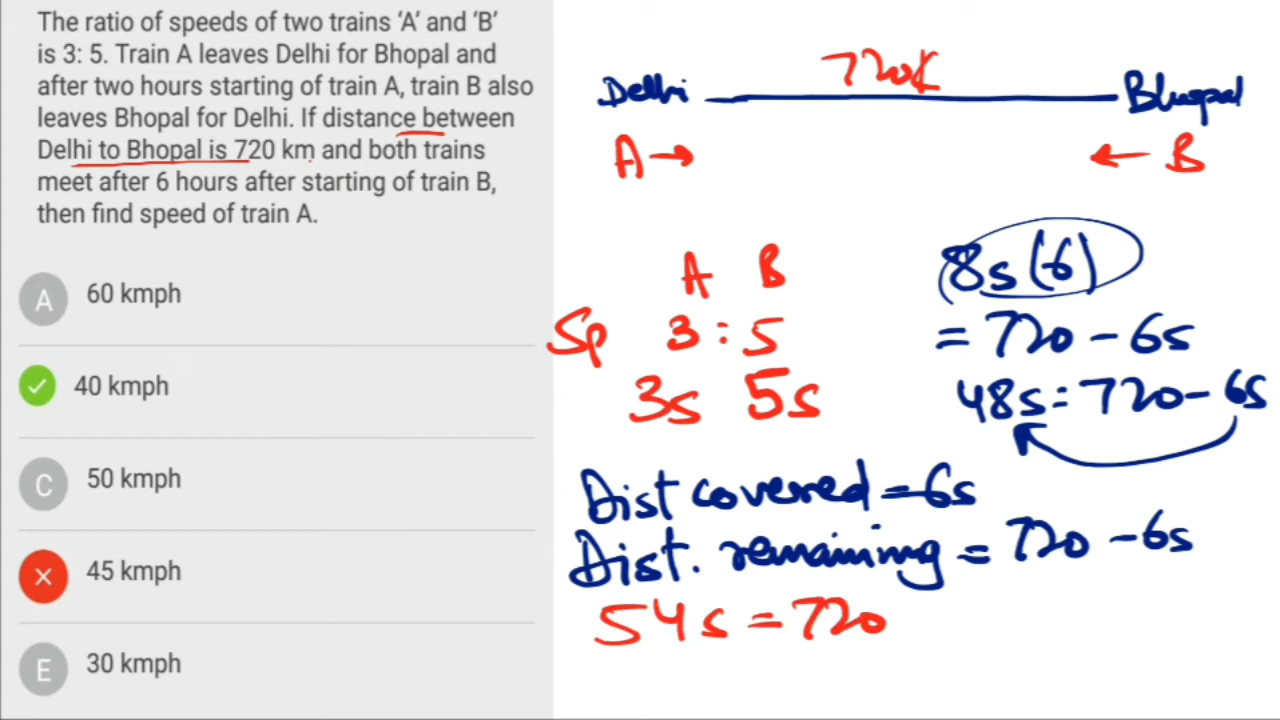 The ratio of speeds of two trains ‘A’ and ‘B’
is 3: 5. Train A leaves Delhi for Bhopal and
after two hours starting of train A, train B also
leaves Bhopal for Delhi. If distance between
Delhi to Bhopal is 720 km and both trains
meet after 6 hours after starting of train B,
then find speed of train A.
A 60 kmph
40 kmph
C 50 kmph
45 kmph
E 30 kmph
720K
Delhi Bhopal
A → ← B
A B
Sp 3 : 5
3s 5s
8s (6)
= 720 - 6s
48s = 720 - 6s
Dist covered = 6s
Dist. remaining = 720 - 6s
54s = 720